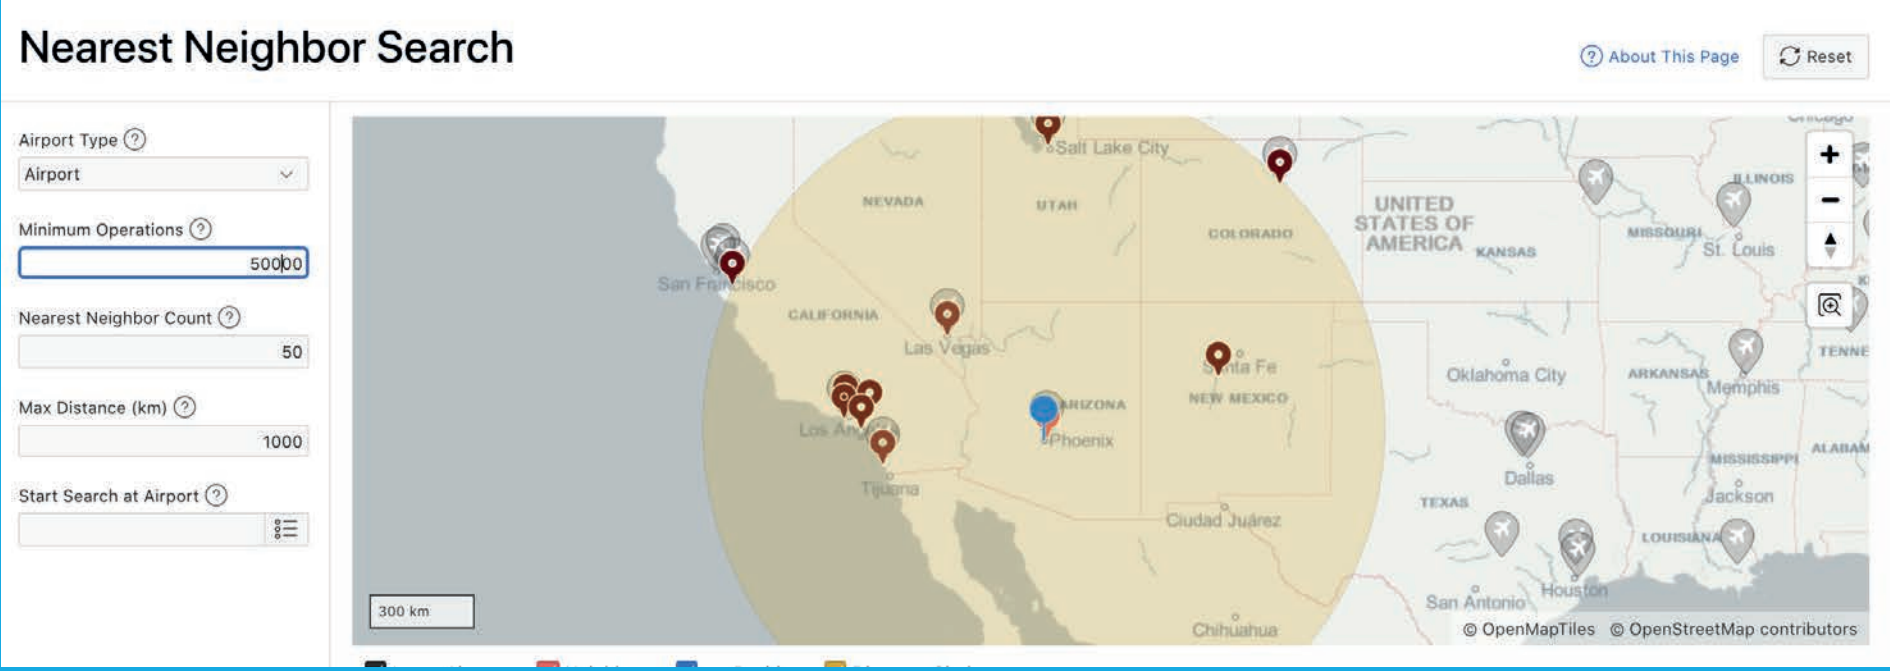 Nearest Neighbor Search
About This Page
Reset
Airport Type
Airport
Minimum Operations
50000
Nearest Neighbor Count
50
Max Distance (km)
1000
Start Search at Airport
Chicago
Salt Lake City
NEVADA
UTAH
ILLINOIS
UNITED
STATES OF
AMERICA
COLORADO
KANSAS
MISSOURI
St. Louis
San Francisco
CALIFORNIA
Las Vegas
Santa Fe
Oklahoma City
ARKANSAS
TENNE
Memphis
NEW MEXICO
ARIZONA
Los Ang
Phoenix
ALABAM
MISSISSIPPI
Dallas
Jackson
Tijuana
TEXAS
Ciudad Juárez
LOUISIANA
Houston
San Antonio
300 km
Chihuahua
© OpenMapTiles © OpenStreetMap contributors